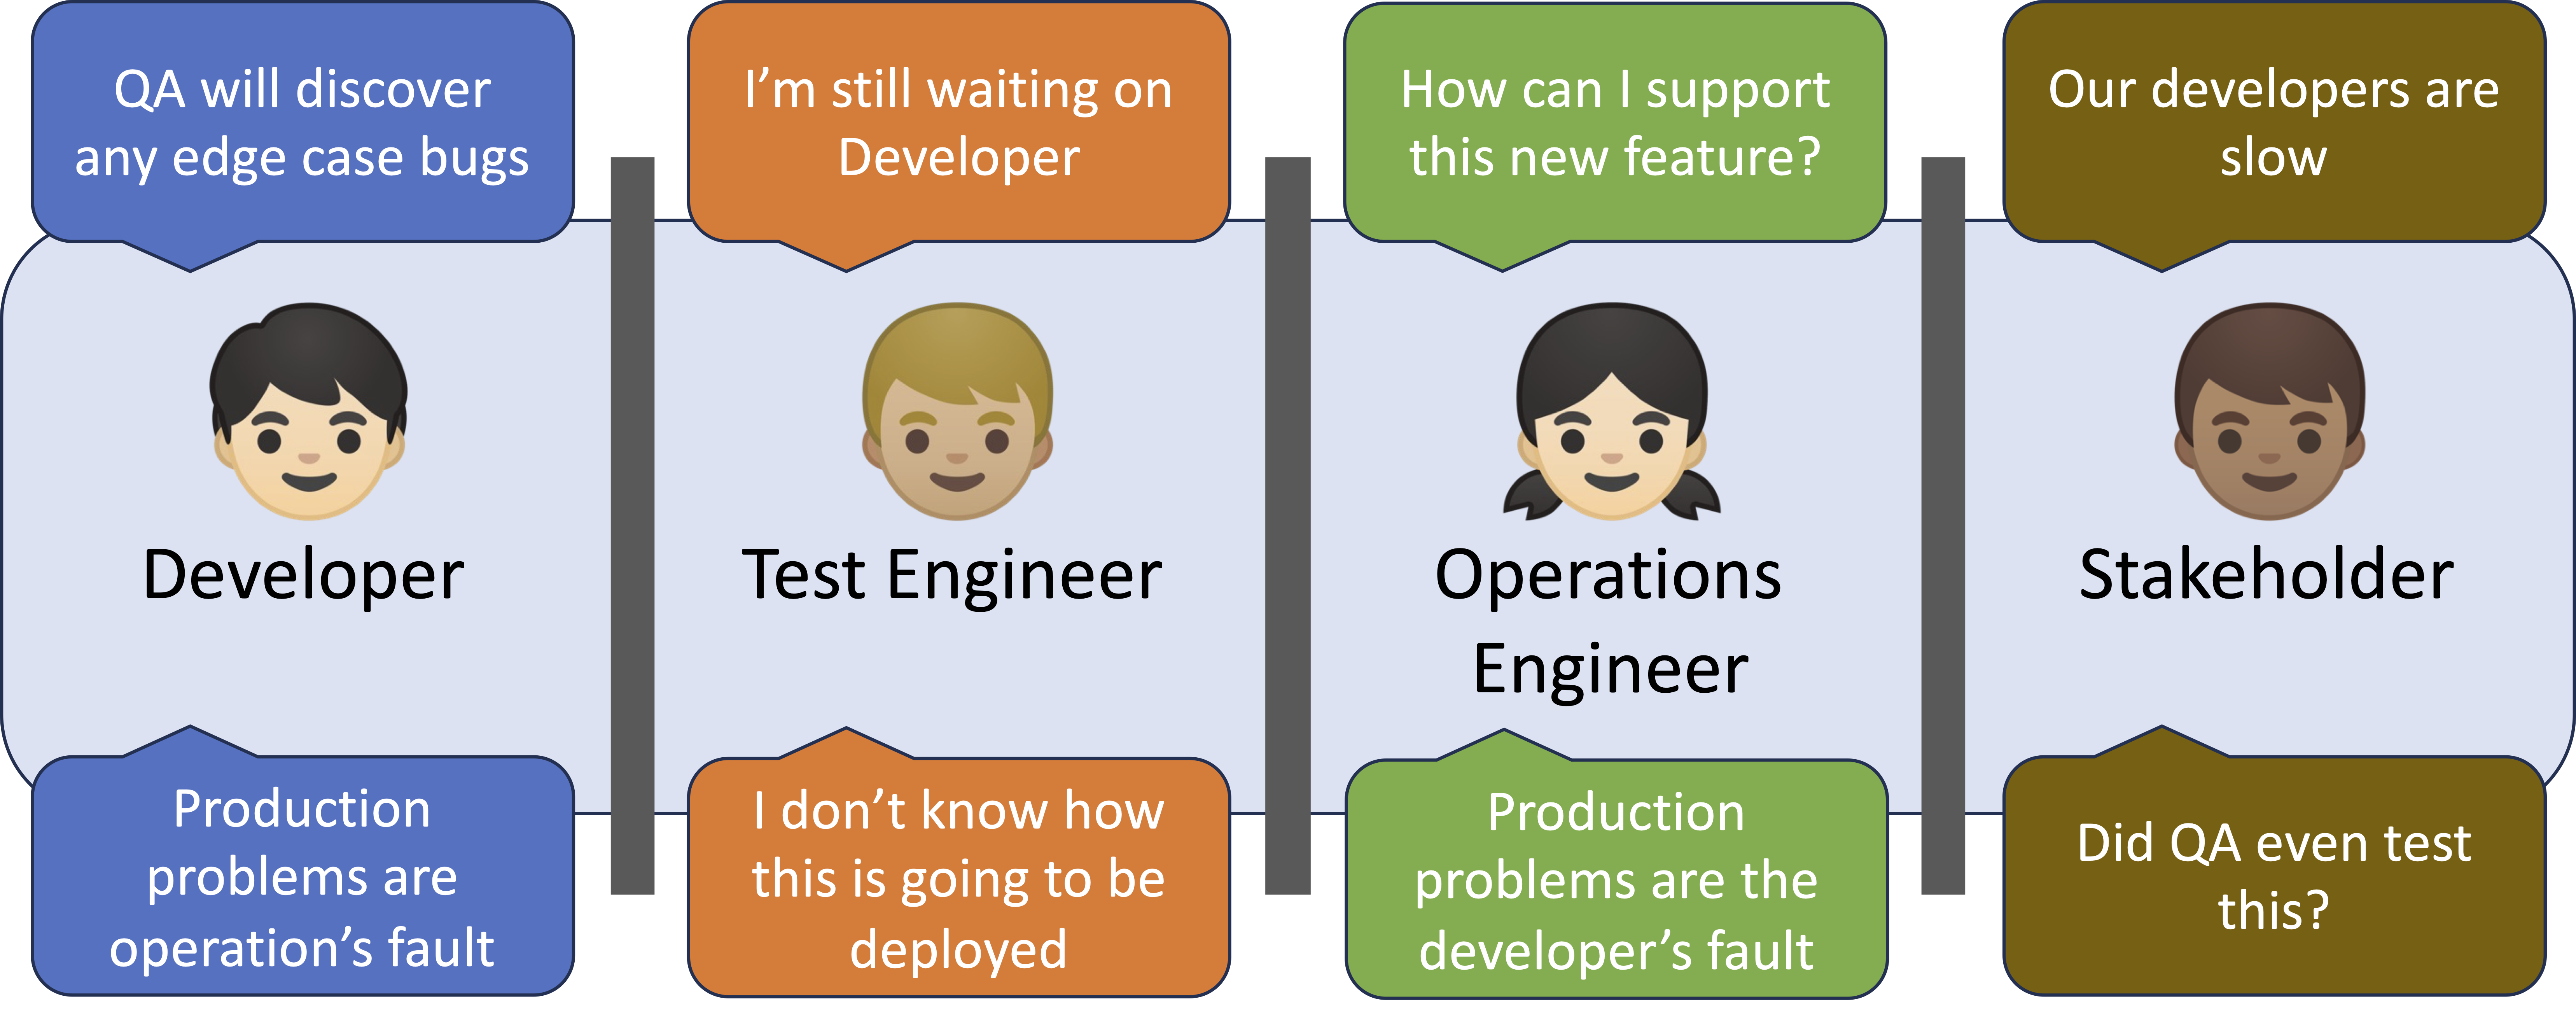 QA will discover
any edge case bugs
I’m still waiting on
Developer
How can I support
this new feature?
Our developers are
slow
Developer
Test Engineer
Operations
Engineer
Stakeholder
Production
problems are
operation’s fault
I don’t know how
this is going to be
deployed
Production
problems are the
developer’s fault
Did QA even test
this?